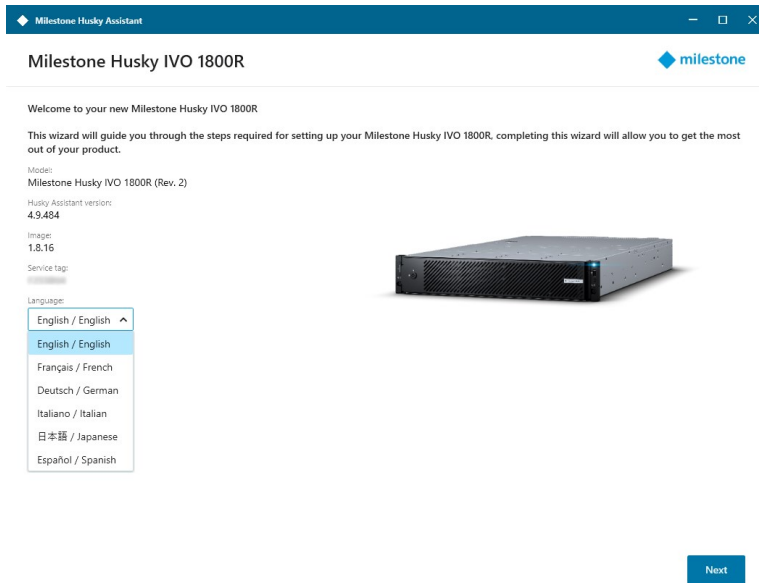 Milestone Husky Assistant
Milestone Husky IVO 1800R
milestone
Welcome to your new Milestone Husky IVO 1800R
This wizard will guide you through the steps required for setting up your Milestone Husky IVO 1800R, completing this wizard will allow you to get the most
out of your product.
Model:
Milestone Husky IVO 1800R (Rev. 2)
Husky Assistant version:
4.9.484
Image:
1.8.16
Service tag:
Language:
English / English
English / English
Français / French
Deutsch / German
Italiano / Italian
日本語 / Japanese
Español / Spanish
Next